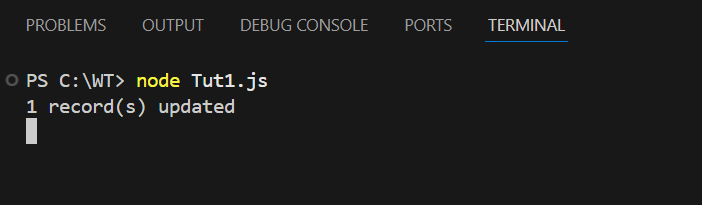 PROBLEMS OUTPUT DEBUG CONSOLE PORTS TERMINAL
PS C:\WT> node Tut1.js
1 record(s) updated